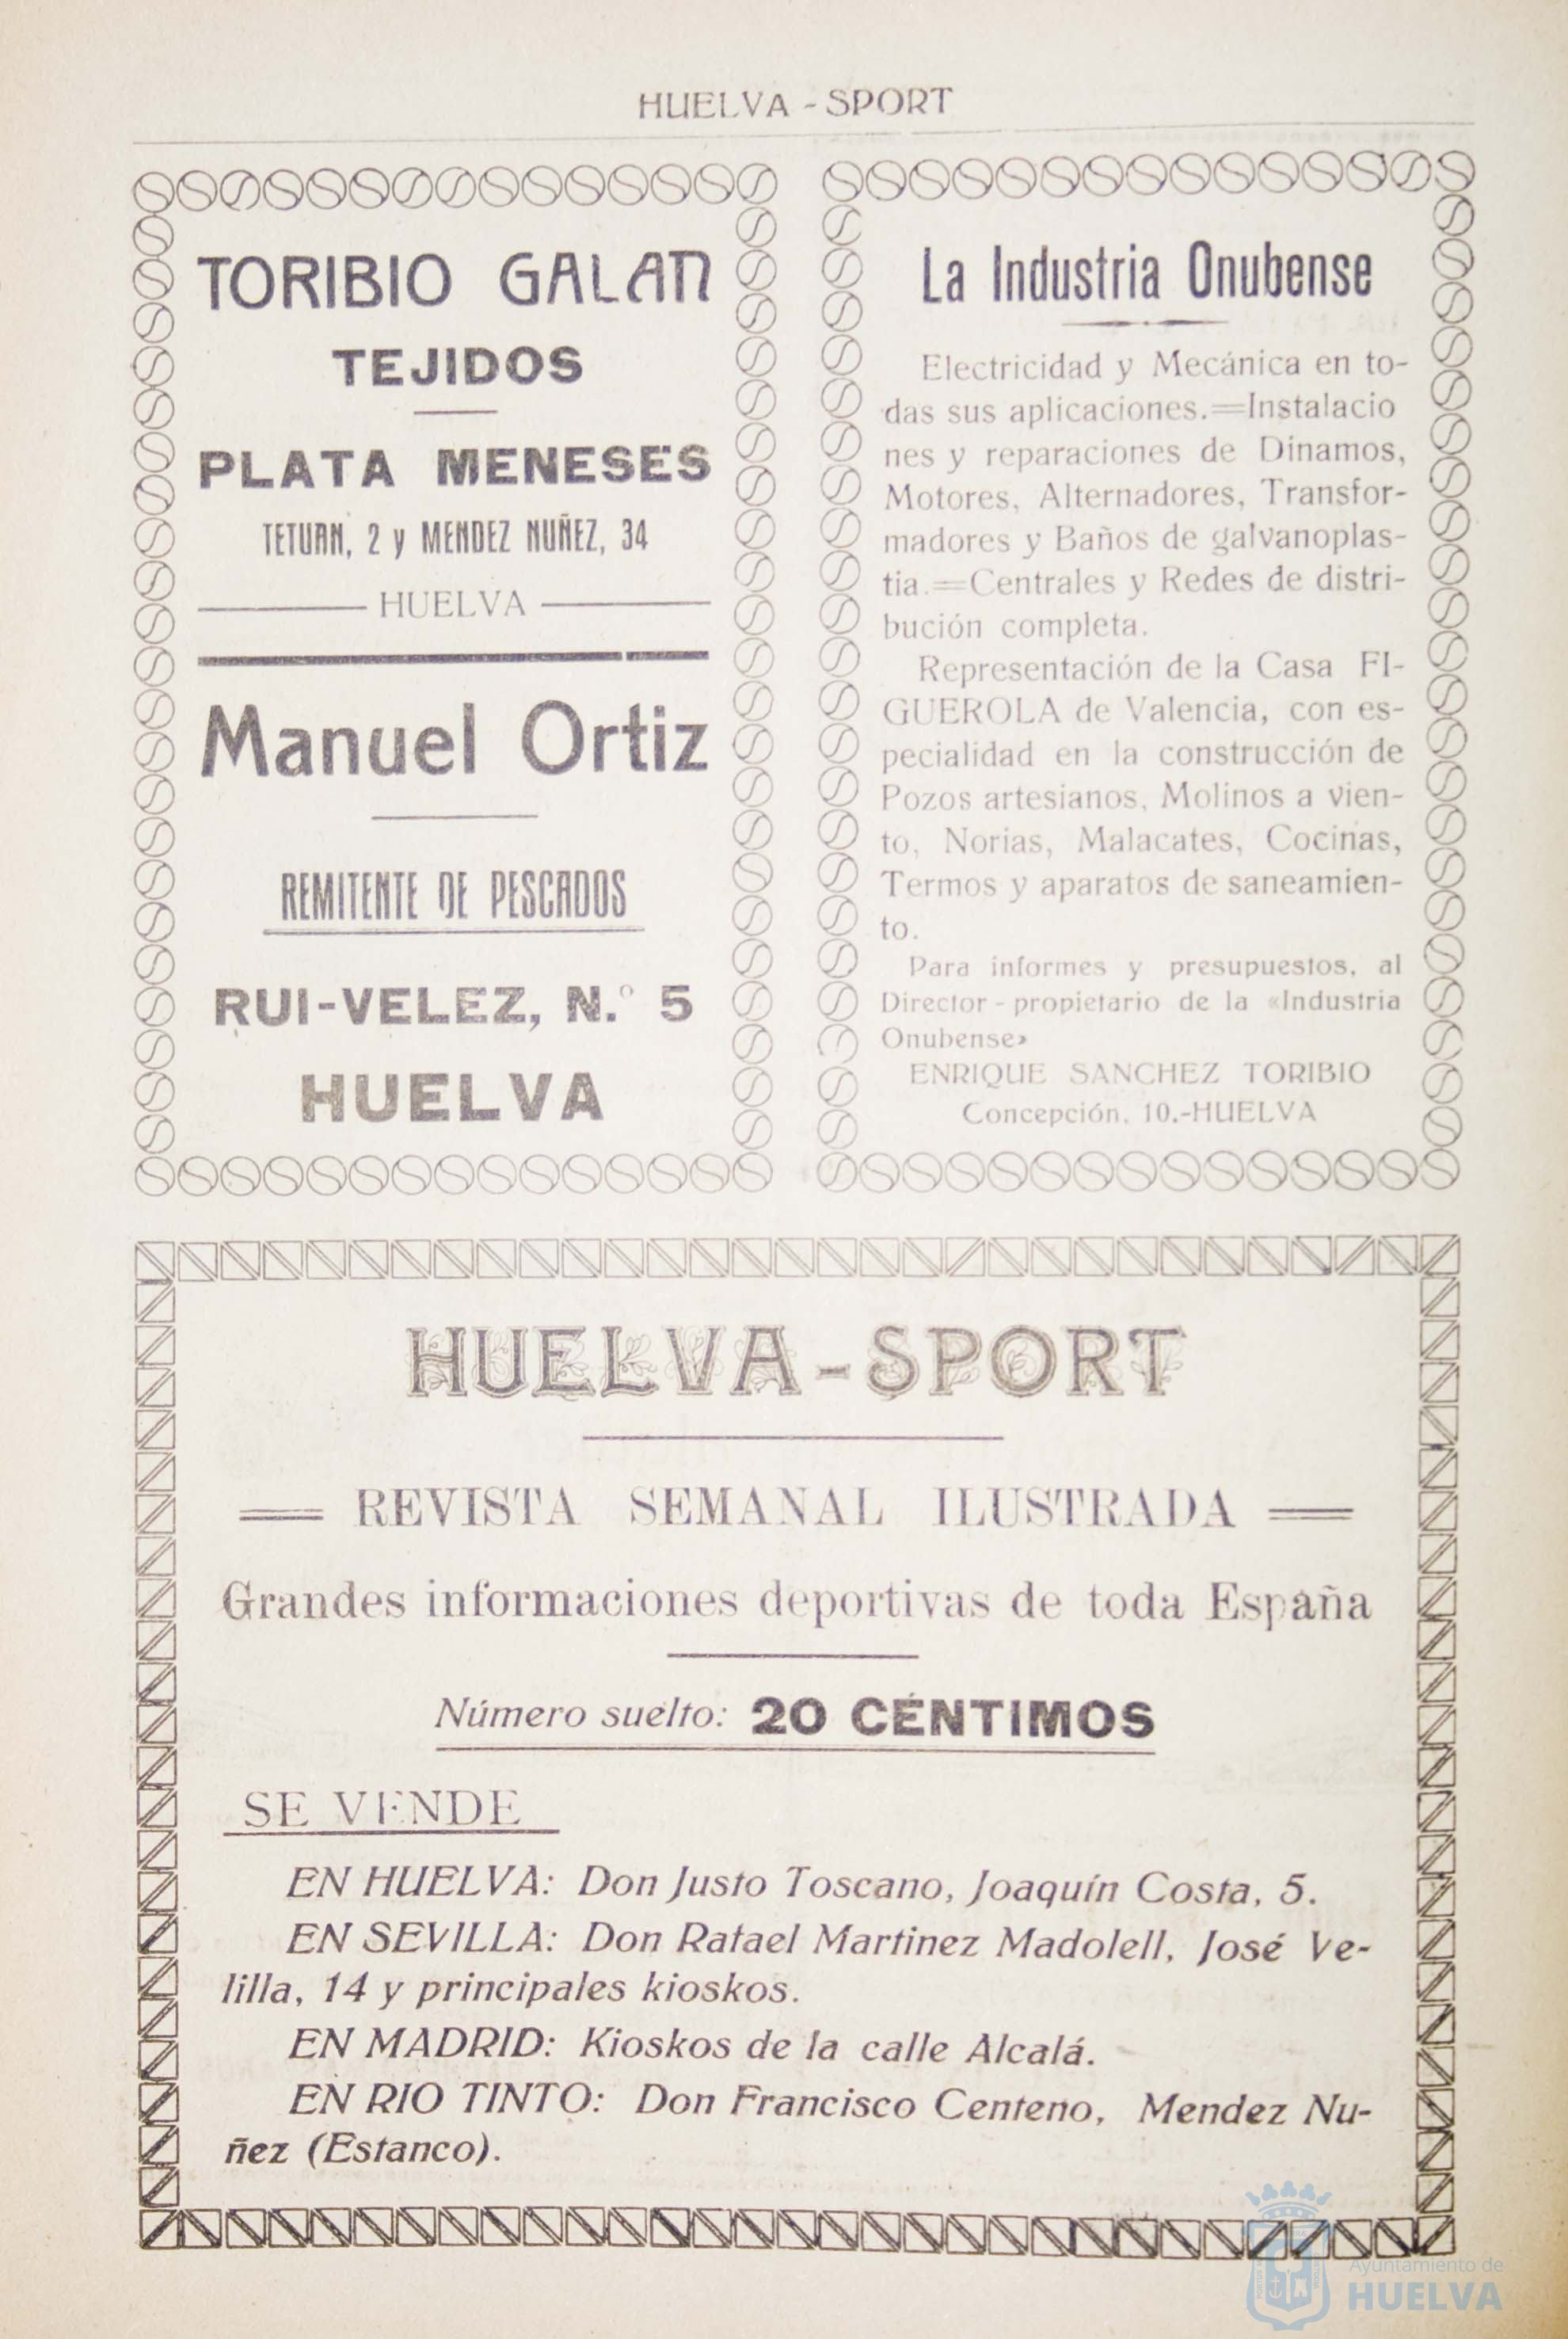 HUELVA - SPORT
TORIBIO GALAN
TEJIDOS
PLATA MENESES
TETUAN, 2 y MENDEZ NUÑEZ, 34
HUELVA
Manuel Ortiz
REMITENTE DE PESCADOS
RUI-VELEZ, N.º 5
HUELVA
La Industria Onubense
Electricidad y Mecánica en to-
das sus aplicaciones.=Instalacio
nes y reparaciones de Dinamos,
Motores, Alternadores, Transfor-
madores y Baños de galvanoplas-
tia.=Centrales y Redes de distri-
bución completa.
Representación de la Casa FI-
GUEROLA de Valencia, con es-
pecialidad en la construcción de
Pozos artesianos, Molinos a vien-
to, Norias, Malacates, Cocinas,
Termos y aparatos de saneamien-
to.
Para informes y presupuestos, al
Director-propietario de la «Industria
Onubense»
ENRIQUE SANCHEZ TORIBIO
Concepción, 10.-HUELVA
HUELVA-SPORT
REVISTA SEMANAL ILUSTRADA
Grandes informaciones deportivas de toda España
Número suelto: 20 CÉNTIMOS
SE VENDE
EN HUELVA: Don Justo Toscano, Joaquín Costa, 5.
EN SEVILLA: Don Rafael Martinez Madolell, José Ve-
lilla, 14 y principales kioskos.
EN MADRID: Kioskos de la calle Alcalá.
EN RIO TINTO: Don Francisco Centeno, Mendez Nu-
ñez (Estanco).
Ayuntamiento de
HUELVA